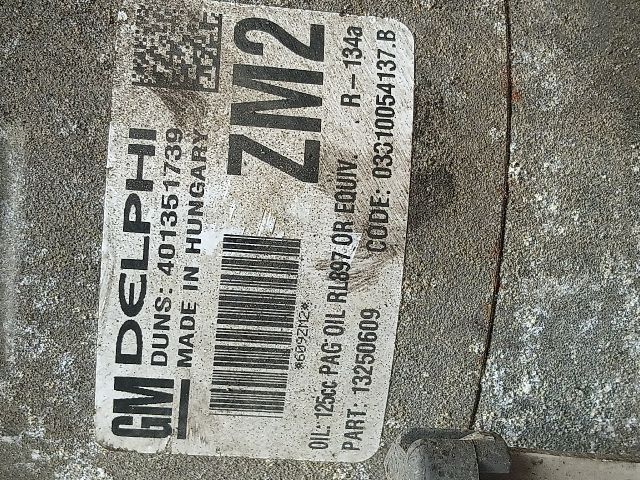 GM DELPHI
DUNS: 401351739
MADE IN HUNGARY
ZM2
*609ZM2*
OIL: 125cc PAG OIL RL897 OR EQUIV. R-134a
PART: 13250609 CODE: 03310054137.B